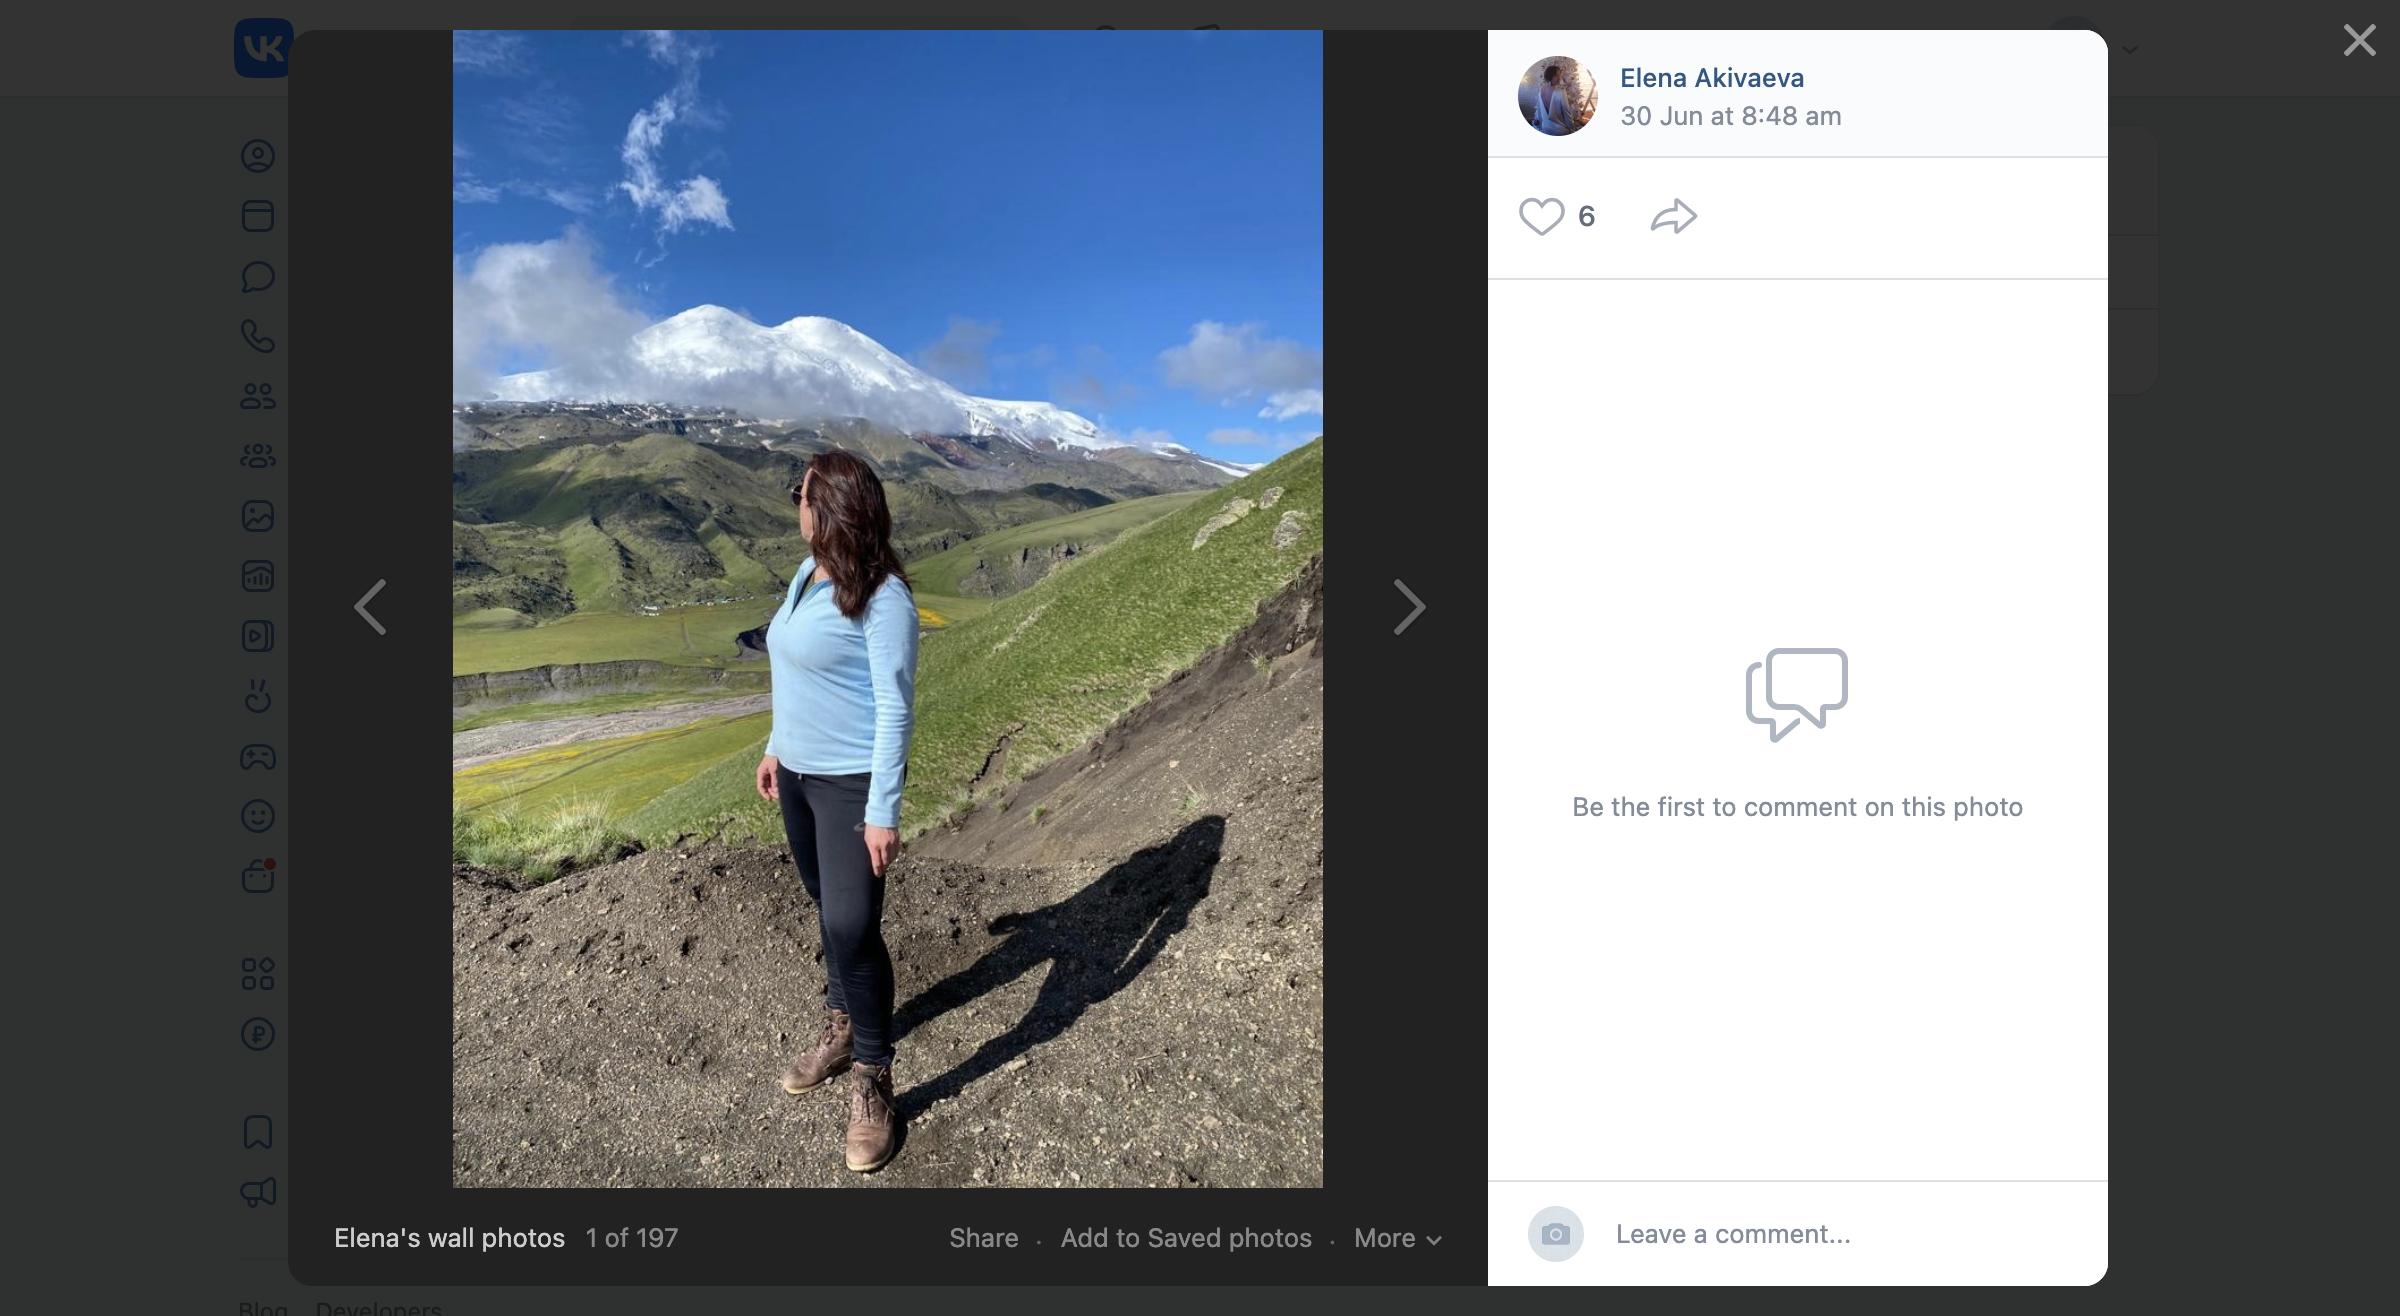 VK
Elena Akivaeva
30 Jun at 8:48 am
6
Be the first to comment on this photo
Leave a comment...
Elena's wall photos 1 of 197
Share · Add to Saved photos · More
Blog Developers